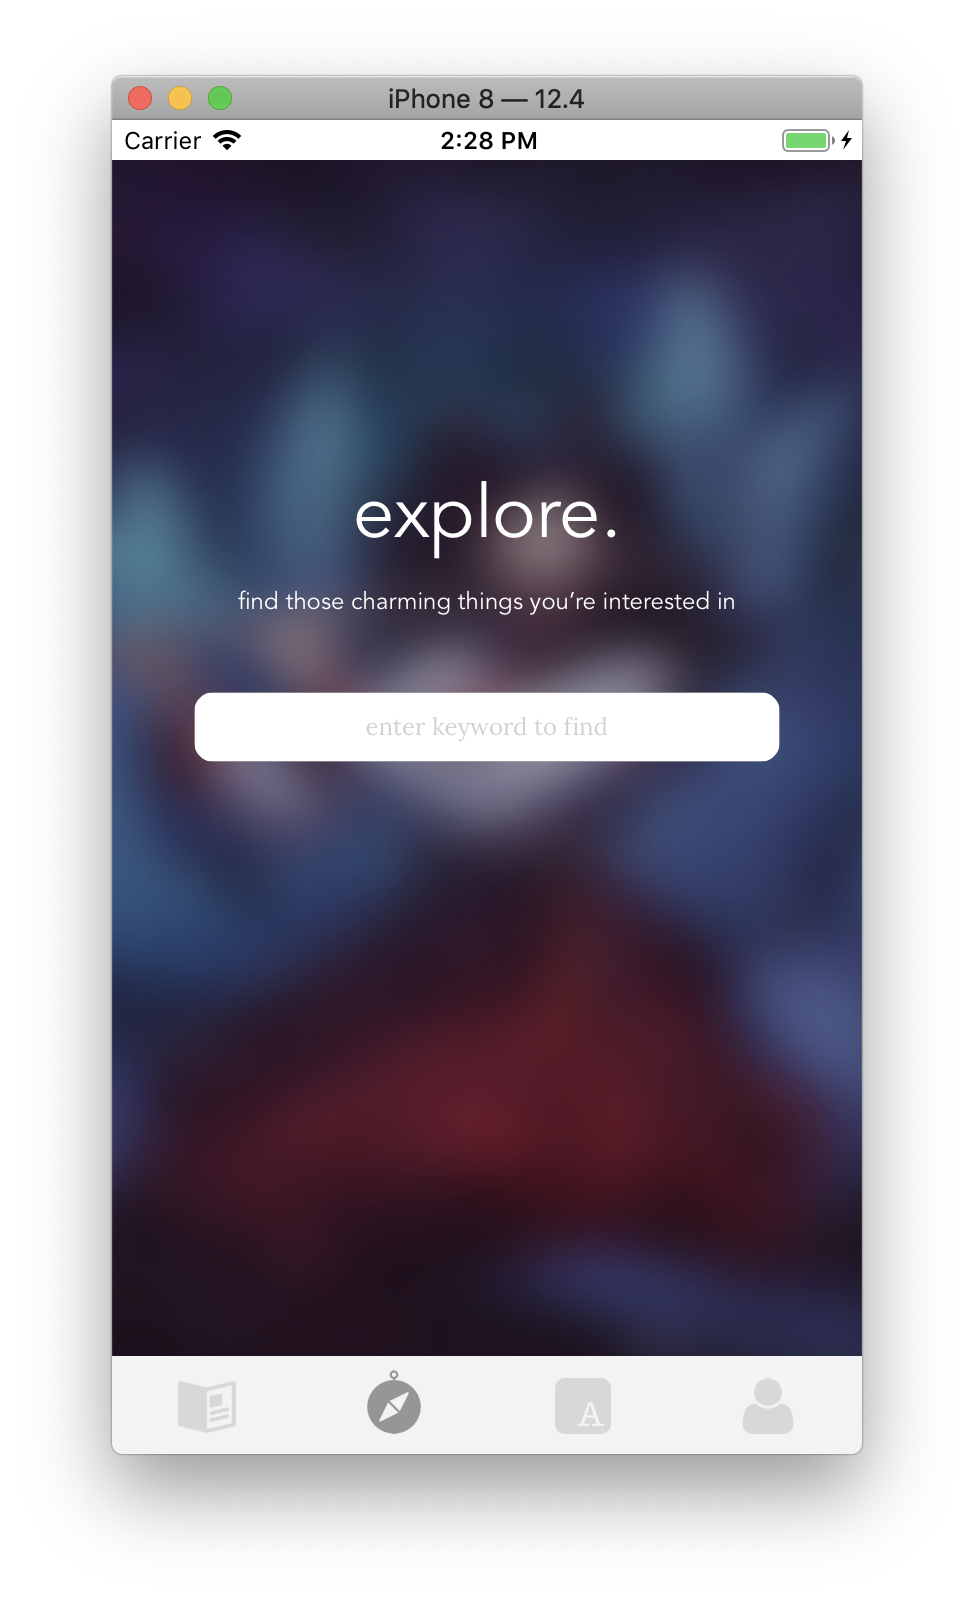 iPhone 8 — 12.4
Carrier 2:28 PM
explore.
find those charming things you’re interested in
enter keyword to find
A